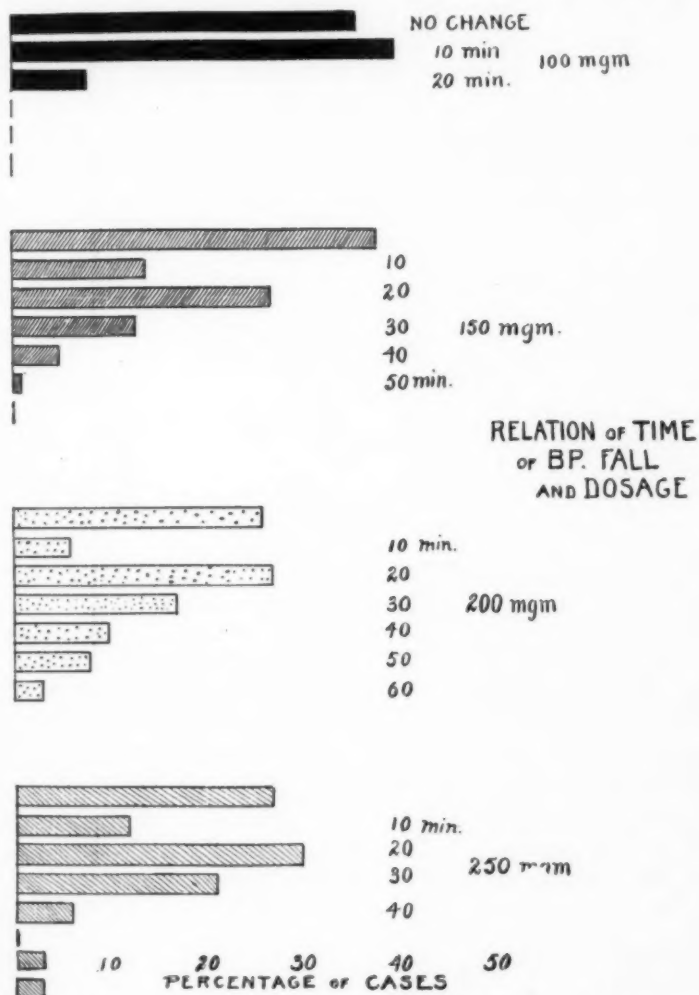 NO CHANGE
10 min
100 mgm
20 min.
10
20
30
150 mgm.
40
50 min.
RELATION OF TIME
OF BP. FALL
AND DOSAGE
10 min.
20
30
200 mgm
40
50
60
10 min.
20
30
250 mgm
40
10 20 30 40 50
PERCENTAGE OF CASES